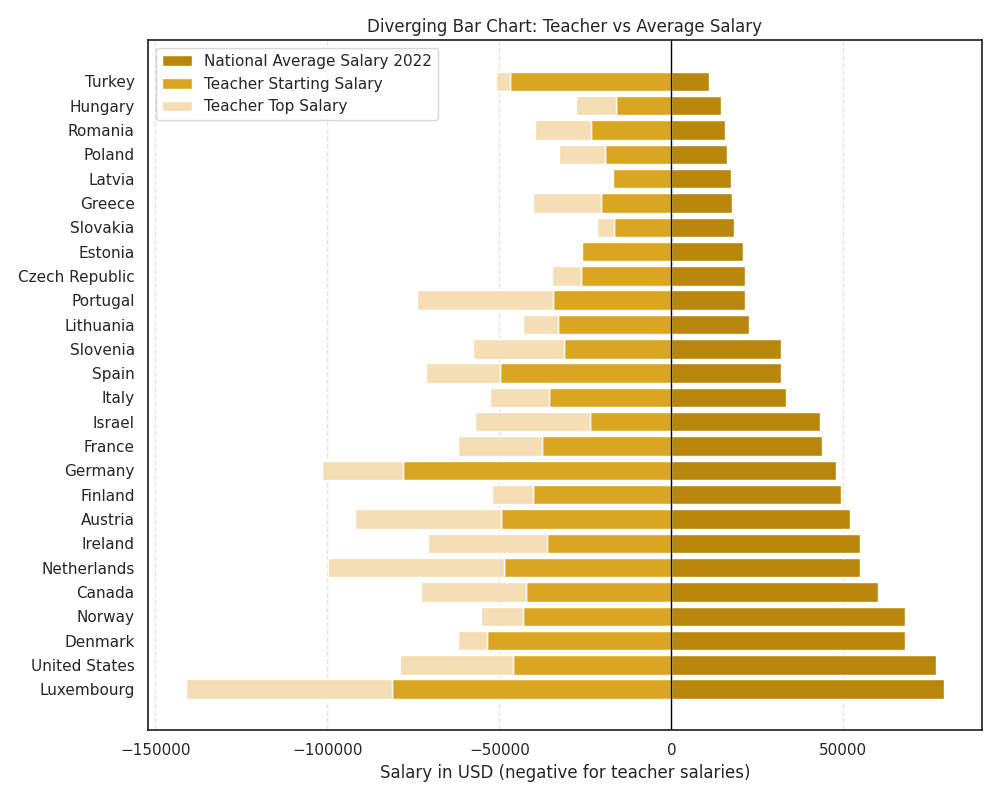 Diverging Bar Chart: Teacher vs Average Salary
National Average Salary 2022
Teacher Starting Salary
Teacher Top Salary
Turkey
Hungary
Romania
Poland
Latvia
Greece
Slovakia
Estonia
Czech Republic
Portugal
Lithuania
Slovenia
Spain
Italy
Israel
France
Germany
Finland
Austria
Ireland
Netherlands
Canada
Norway
Denmark
United States
Luxembourg
−150000 −100000 −50000 0 50000
Salary in USD (negative for teacher salaries)